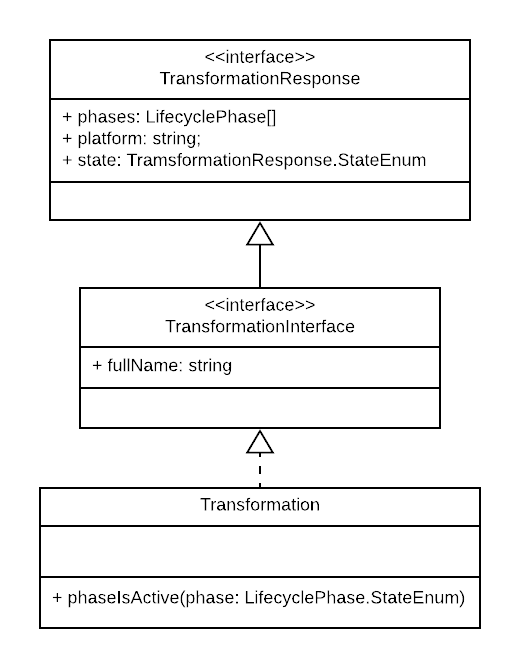 <<interface>>
TransformationResponse
+ phases: LifecyclePhase[]
+ platform: string;
+ state: TramsformationResponse.StateEnum
<<interface>>
TransformationInterface
+ fullName: string
Transformation
+ phaseIsActive(phase: LifecyclePhase.StateEnum)